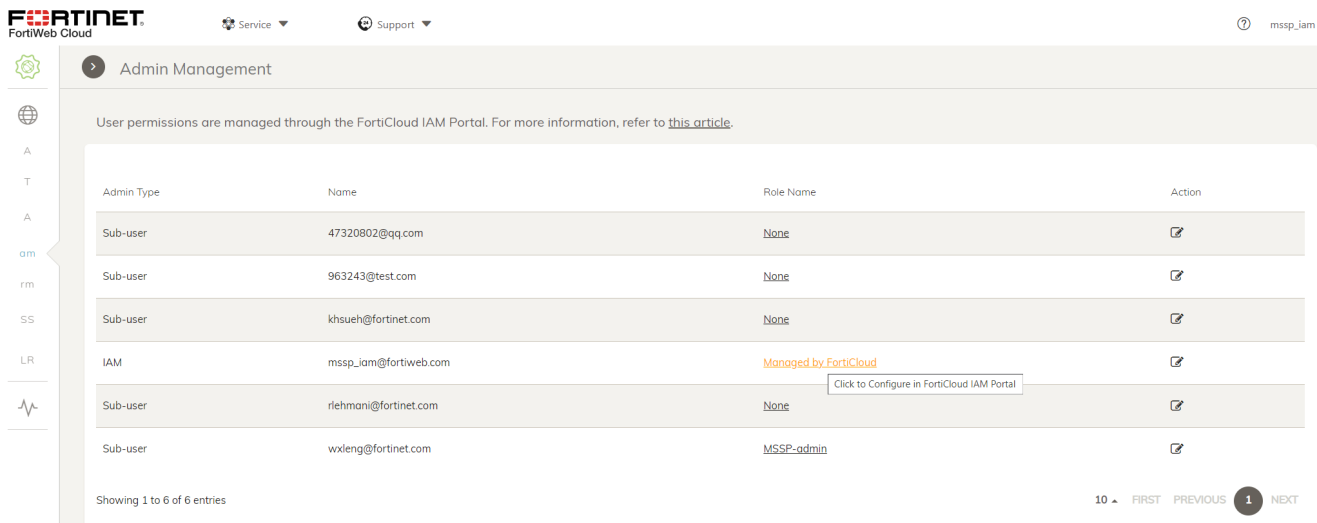 FORTINET
FortiWeb Cloud
Service
Support
mssp_iam
Admin Management
User permissions are managed through the FortiCloud IAM Portal. For more information, refer to this article.
A
T
A
am
rm
SS
LR
Admin Type Name Role Name Action
Sub-user 47320802@qq.com None
Sub-user 963243@test.com None
Sub-user khsueh@fortinet.com None
IAM mssp_iam@fortiweb.com Managed by FortiCloud
Click to Configure in FortiCloud IAM Portal
Sub-user rlehmani@fortinet.com None
Sub-user wxleng@fortinet.com MSSP-admin
Showing 1 to 6 of 6 entries
10 FIRST PREVIOUS 1 NEXT